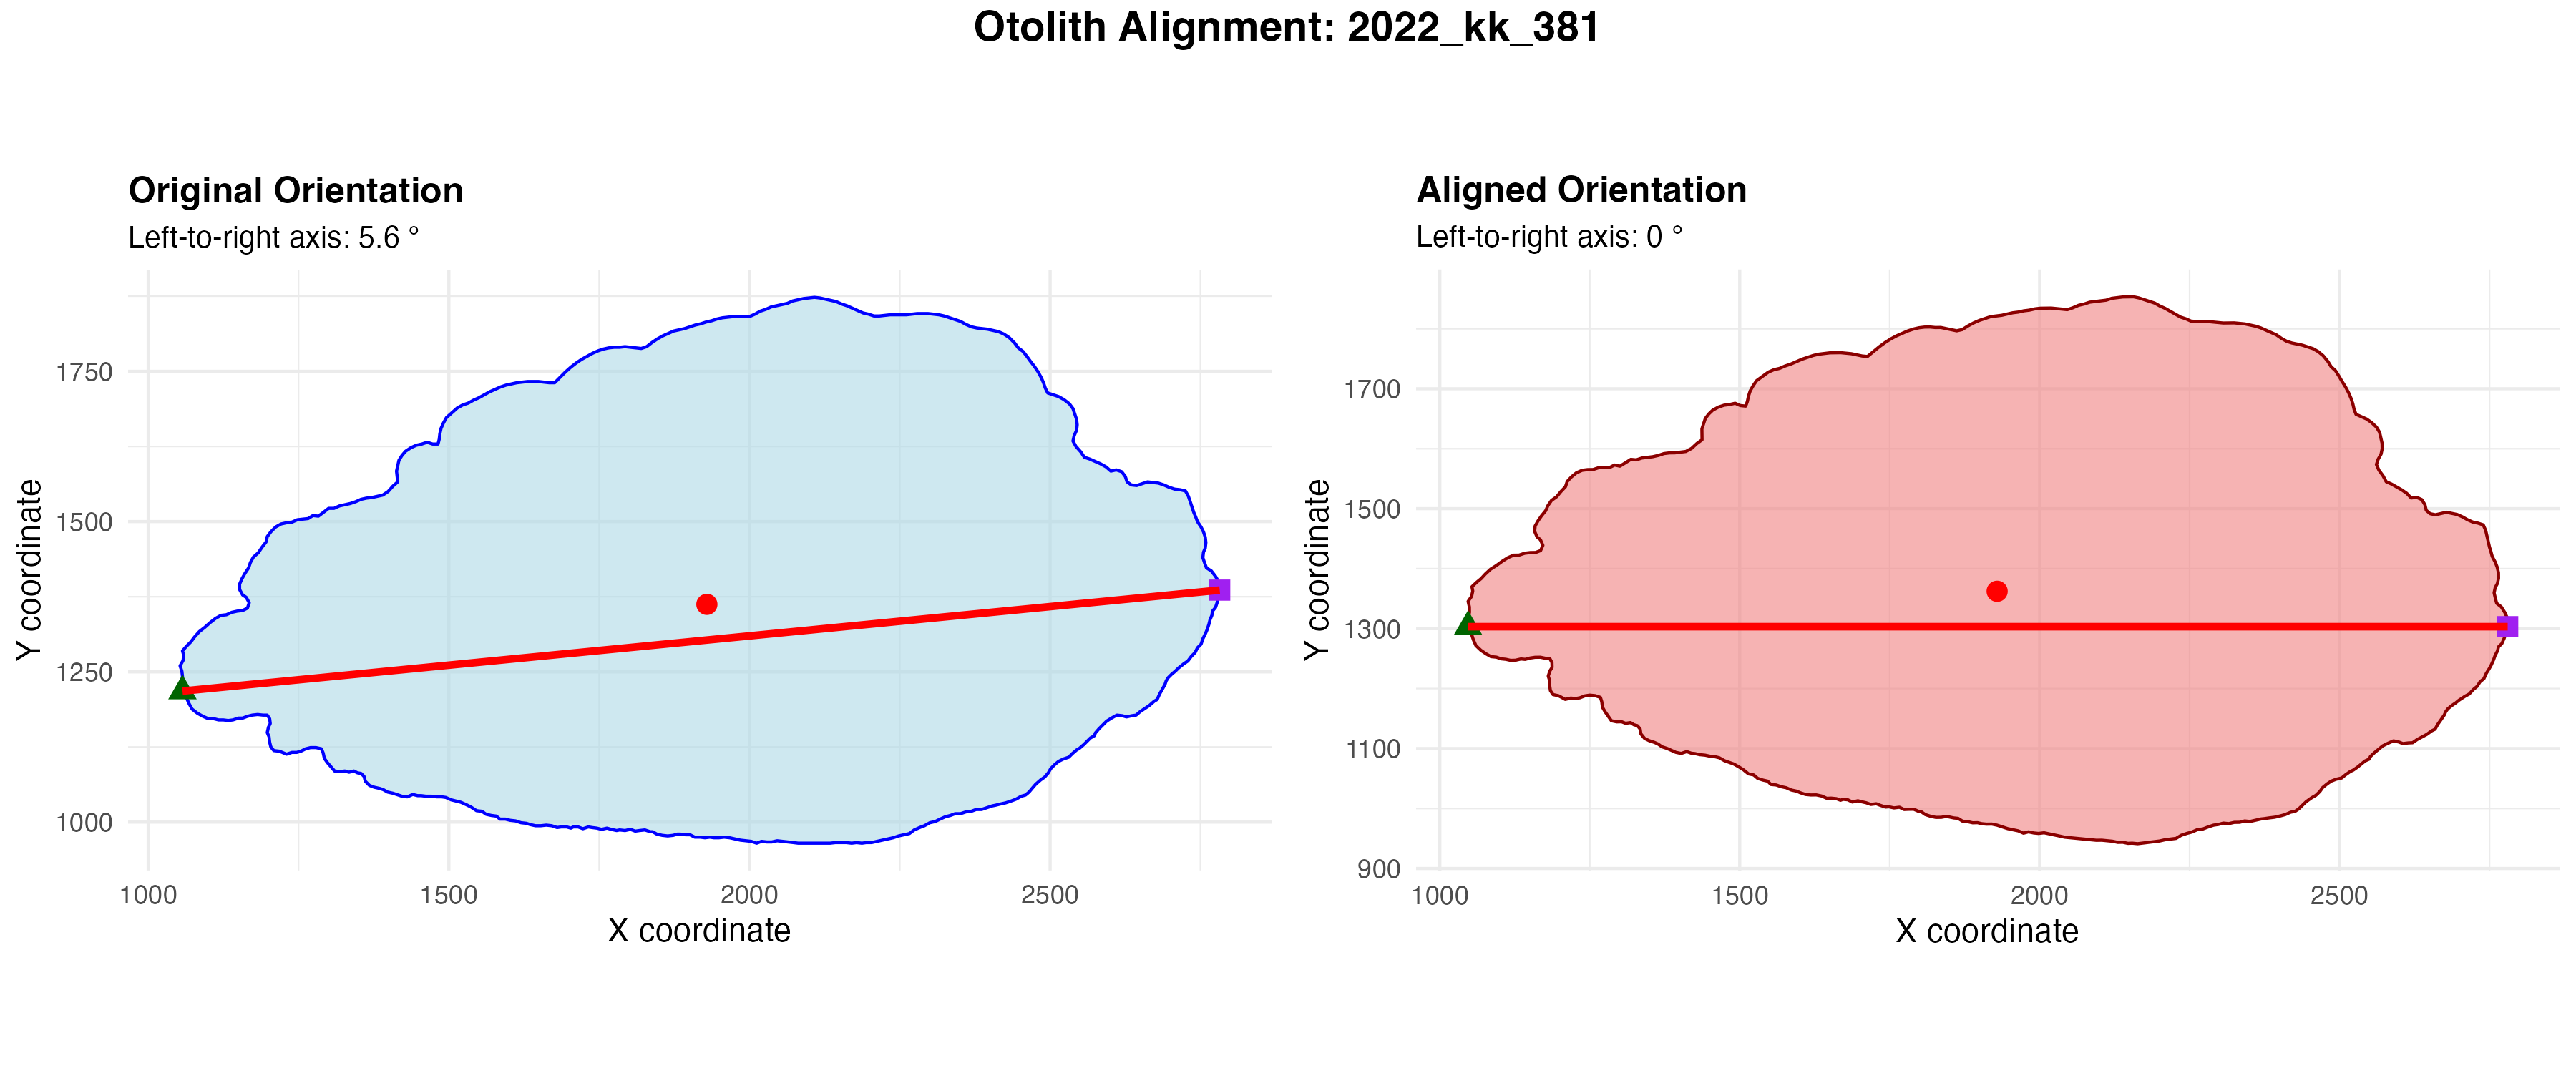 Otolith Alignment: 2022_kk_381
Original Orientation
Left-to-right axis: 5.6 °
Y coordinate
1750
1500
1250
1000
1000 1500 2000 2500
X coordinate
Aligned Orientation
Left-to-right axis: 0 °
Y coordinate
1700
1500
1300
1100
900
1000 1500 2000 2500
X coordinate